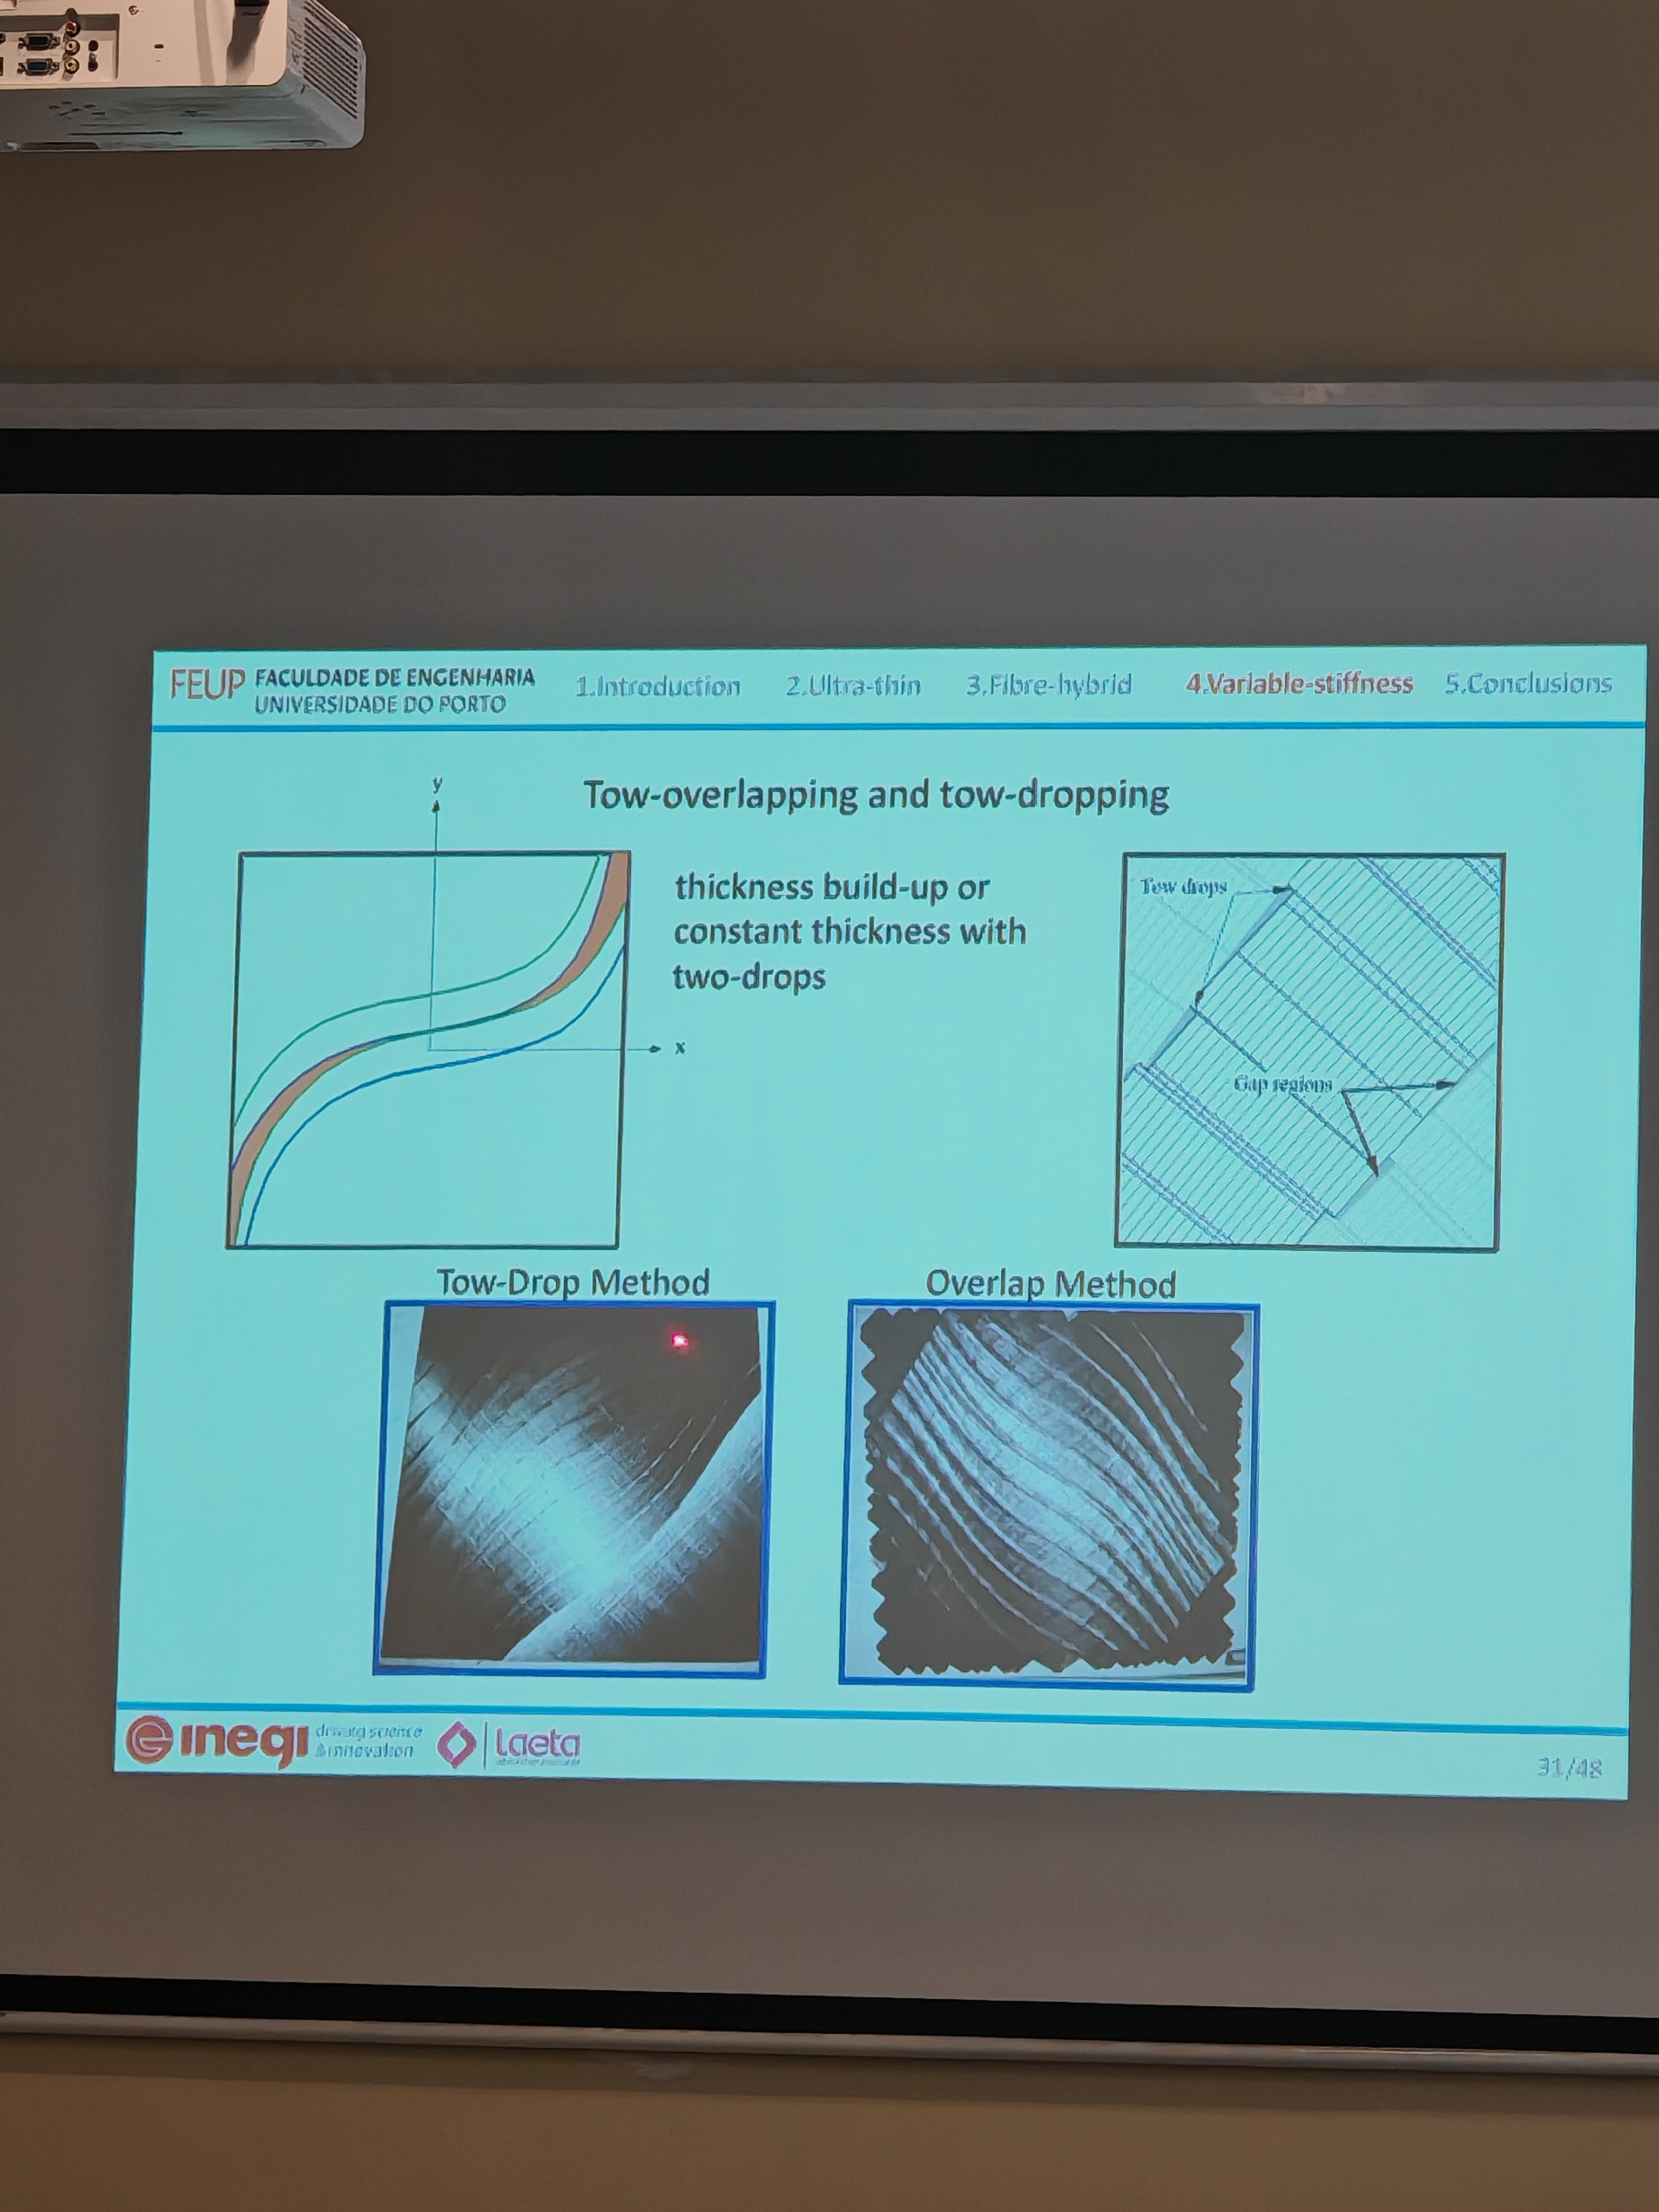 FEUP FACULDADE DE ENGENHARIA
UNIVERSIDADE DO PORTO
1.Introduction 2.Ultra-thin 3.Fibre-hybrid 4.Variable-stiffness 5.Conclusions
Tow-overlapping and tow-dropping
y
x
thickness build-up or
constant thickness with
two-drops
Tow drops
Gap regions
Tow-Drop Method
Overlap Method
inegi driving science
& innovation
Laeta
31/48